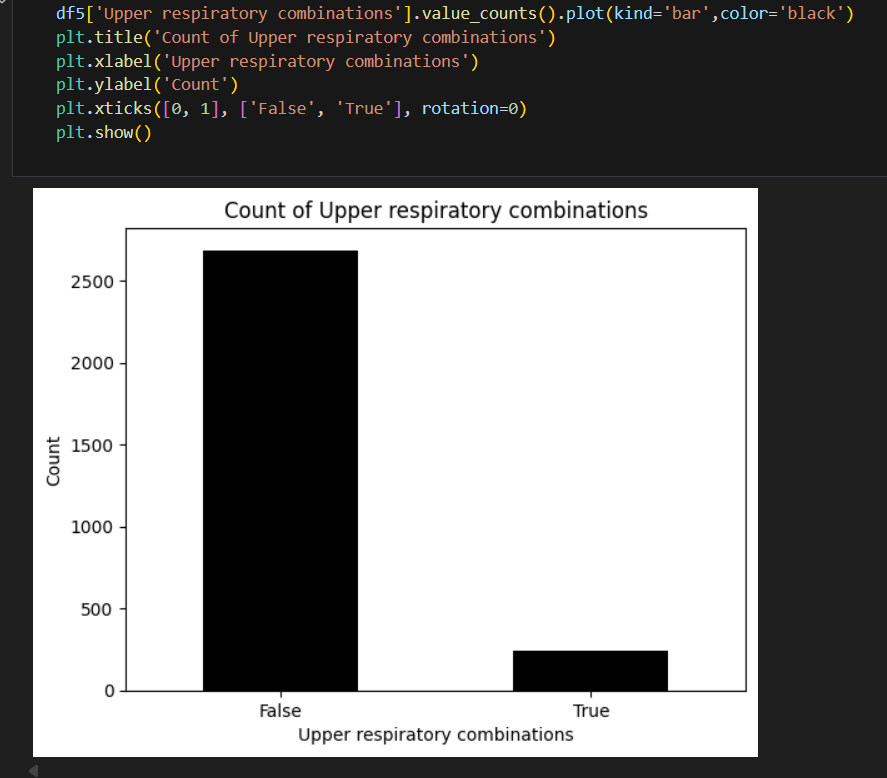 df5['Upper respiratory combinations'].value_counts().plot(kind='bar',color='black')
plt.title('Count of Upper respiratory combinations')
plt.xlabel('Upper respiratory combinations')
plt.ylabel('Count')
plt.xticks([0, 1], ['False', 'True'], rotation=0)
plt.show()
Count of Upper respiratory combinations
Count
2500
2000
1500
1000
500
0
False True
Upper respiratory combinations